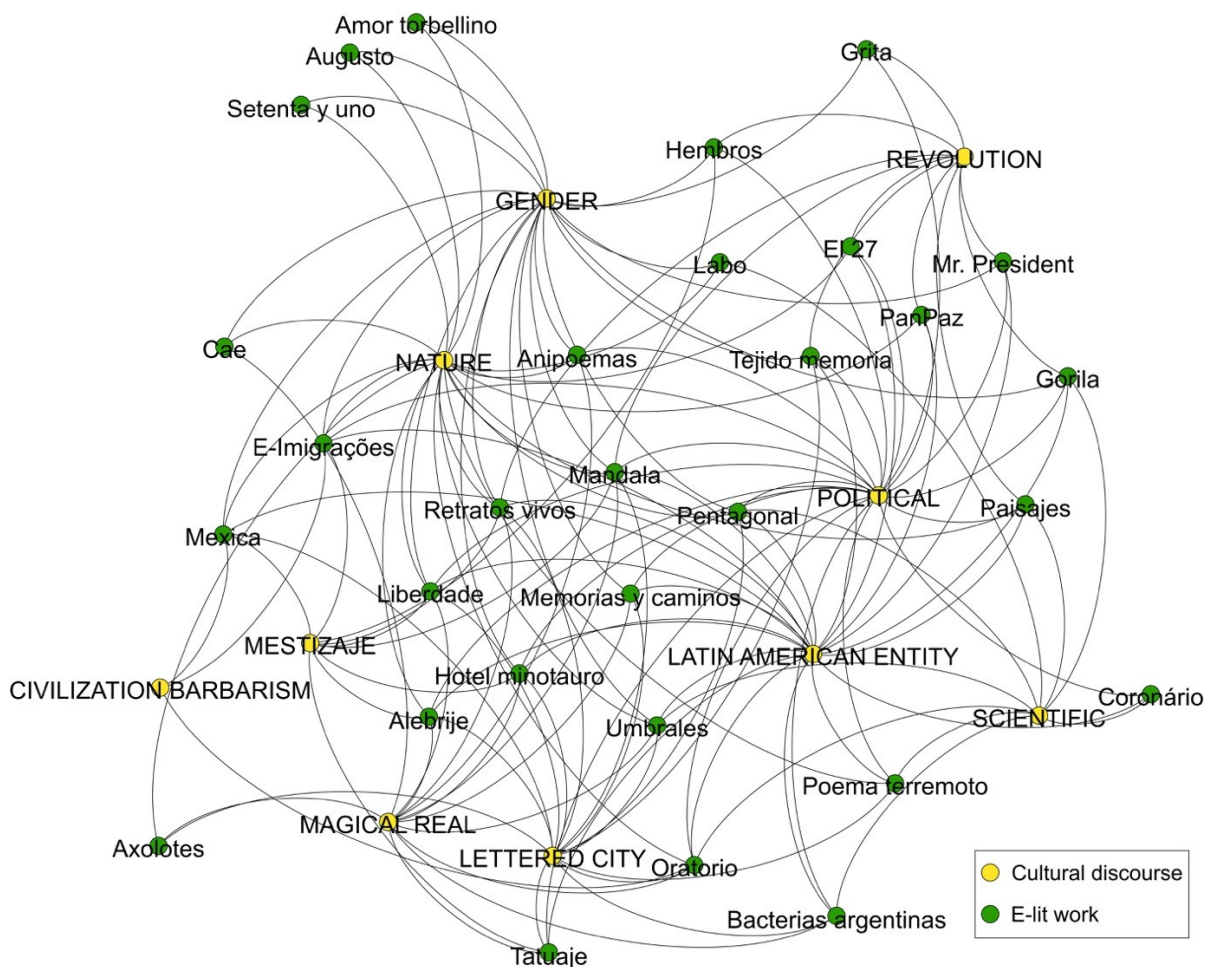 Amor torbellino
Augusto
Grita
Setenta y uno
Hembros
REVOLUTION
GENDER
El 27
Labo
Mr. President
PanPaz
Cae
NATURE
Anipoemas
Tejido memoria
Gorila
E-Imigrações
Mandala
POLITICAL
Retratos vivos
Pentagonal
Paisajes
Mexica
Liberdade
Memorias y caminos
MESTIZAJE
LATIN AMERICAN ENTITY
Hotel minotauro
CIVILIZATION BARBARISM
Coronário
Alebrije
Umbrales
SCIENTIFIC
Poema terremoto
MAGICAL REAL
Axolotes
LETTERED CITY
Oratorio
Cultural discourse
E-lit work
Bacterias argentinas
Tatuaje